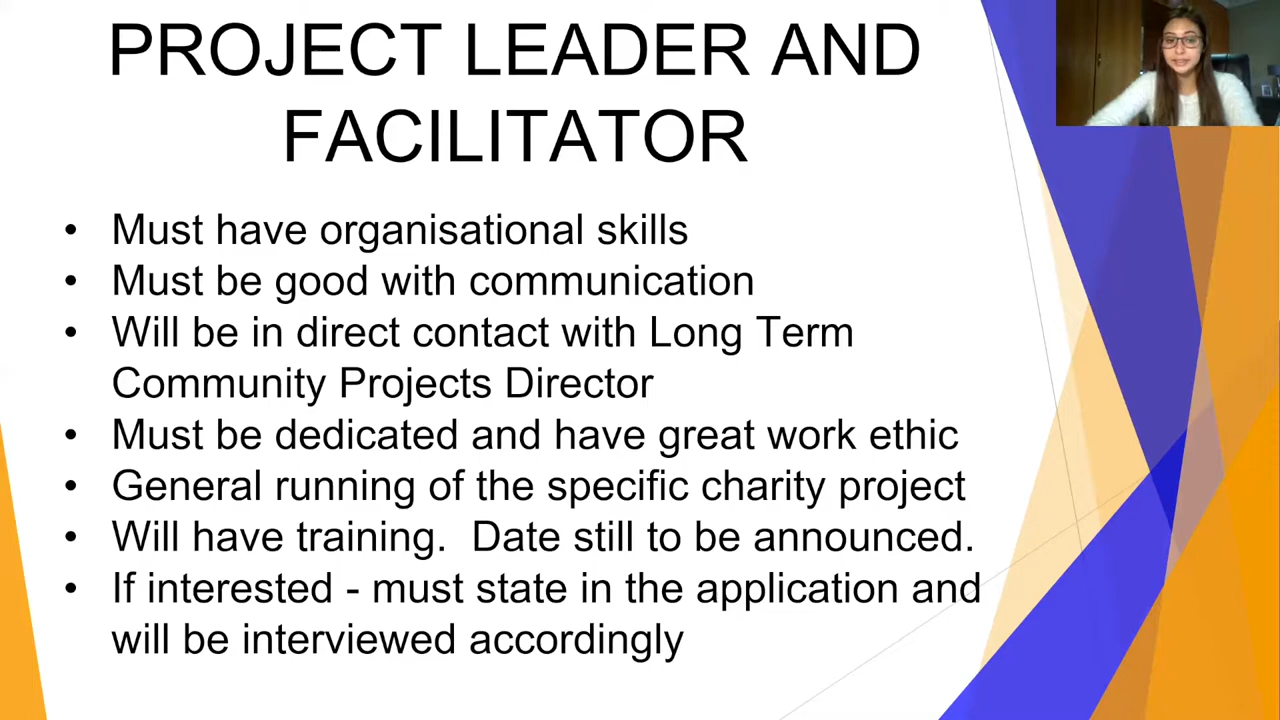 PROJECT LEADER AND
FACILITATOR
• Must have organisational skills
• Must be good with communication
• Will be in direct contact with Long Term
Community Projects Director
• Must be dedicated and have great work ethic
• General running of the specific charity project
• Will have training.  Date still to be announced.
• If interested - must state in the application and
will be interviewed accordingly